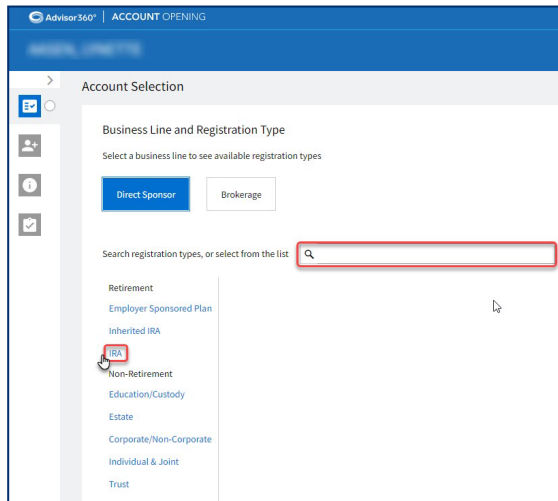 Advisor360° ACCOUNT OPENING
Account Selection
Business Line and Registration Type
Select a business line to see available registration types
Direct Sponsor
Brokerage
Search registration types, or select from the list
Retirement
Employer Sponsored Plan
Inherited IRA
IRA
Non-Retirement
Education/Custody
Estate
Corporate/Non-Corporate
Individual & Joint
Trust